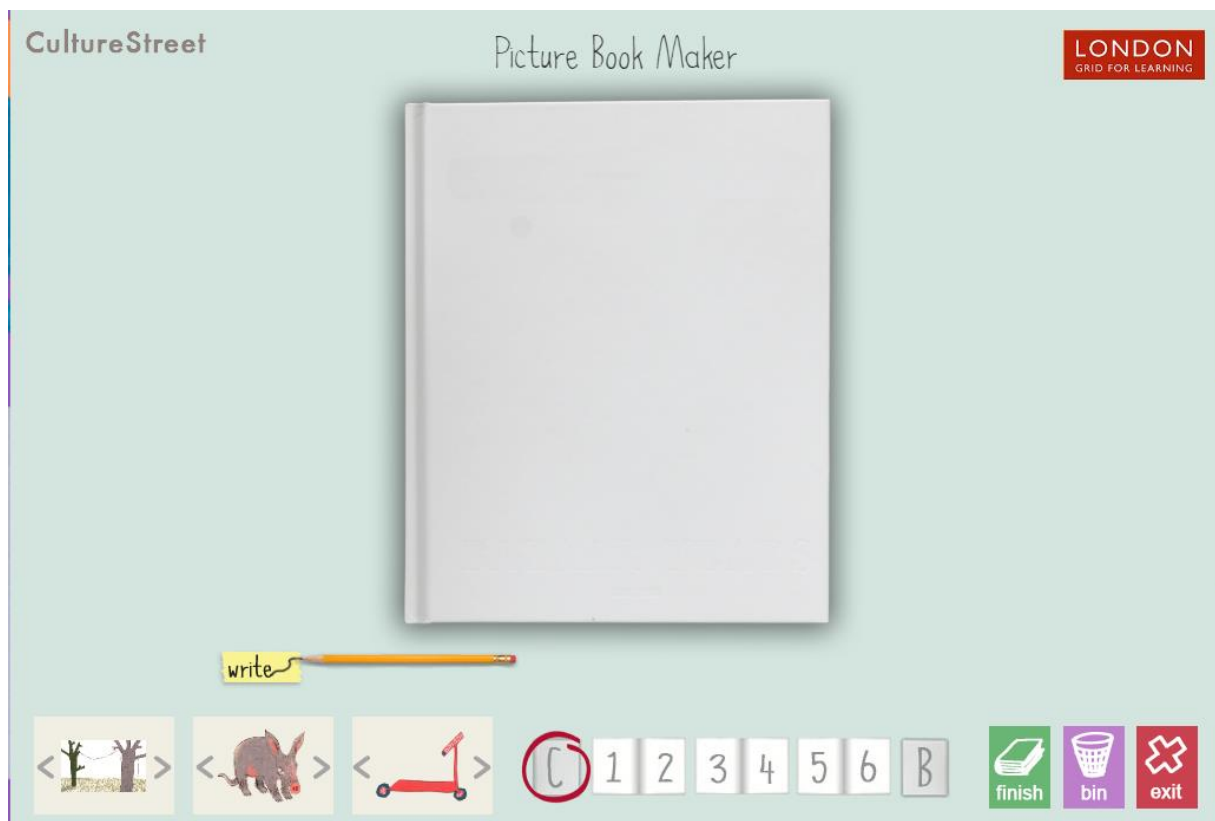 CultureStreet
Picture Book Maker
LONDON
GRID FOR LEARNING
write
< > < > < > C 1 2 3 4 5 6 B
finish bin exit